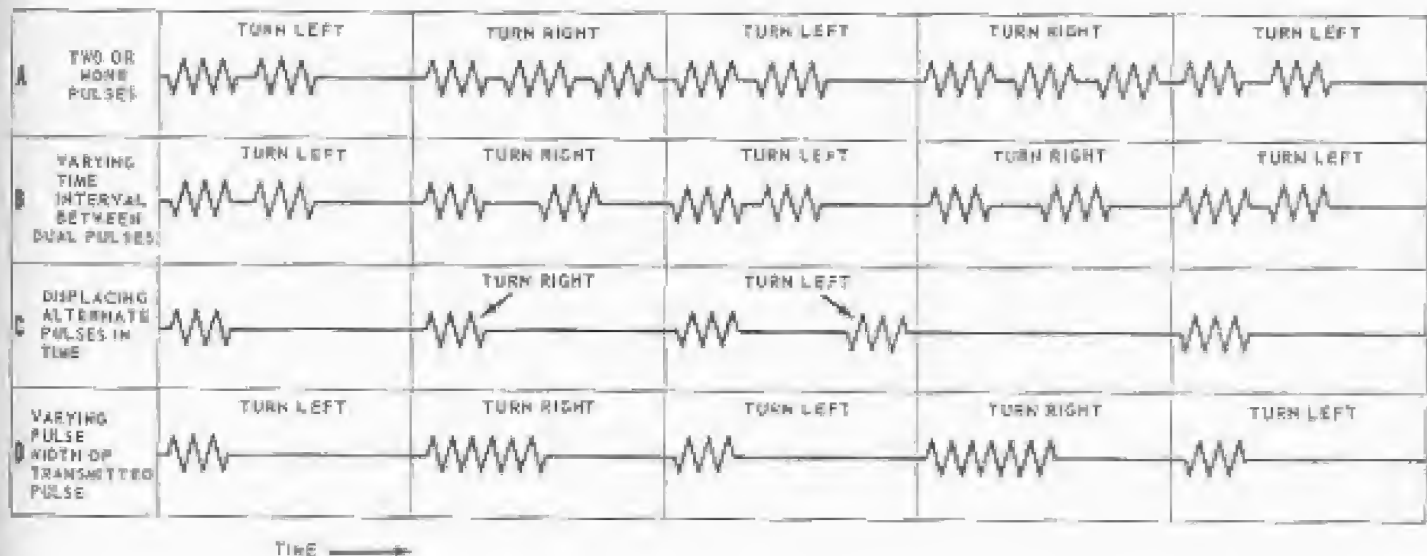 A
TWO OR
MORE
PULSES
TURN LEFT
TURN RIGHT
TURN LEFT
TURN RIGHT
TURN LEFT
B
VARYING
TIME
INTERVAL
BETWEEN
DUAL PULSES
TURN LEFT
TURN RIGHT
TURN LEFT
TURN RIGHT
TURN LEFT
C
DISPLACING
ALTERNATE
PULSES IN
TIME
TURN RIGHT
TURN LEFT
D
VARYING
PULSE
WIDTH OF
TRANSMITTED
PULSE
TURN LEFT
TURN RIGHT
TURN LEFT
TURN RIGHT
TURN LEFT
TIME